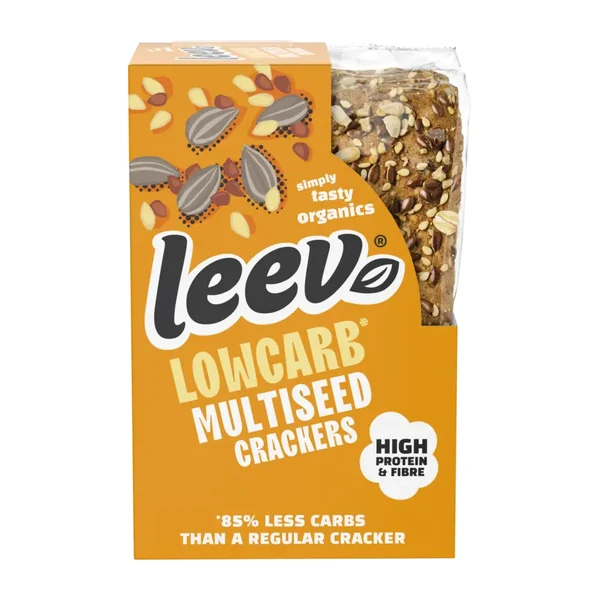 simply
tasty
organics
leev®
LOWCARB*
MULTISEED
CRACKERS
HIGH
PROTEIN
& FIBRE
*85% LESS CARBS
THAN A REGULAR CRACKER